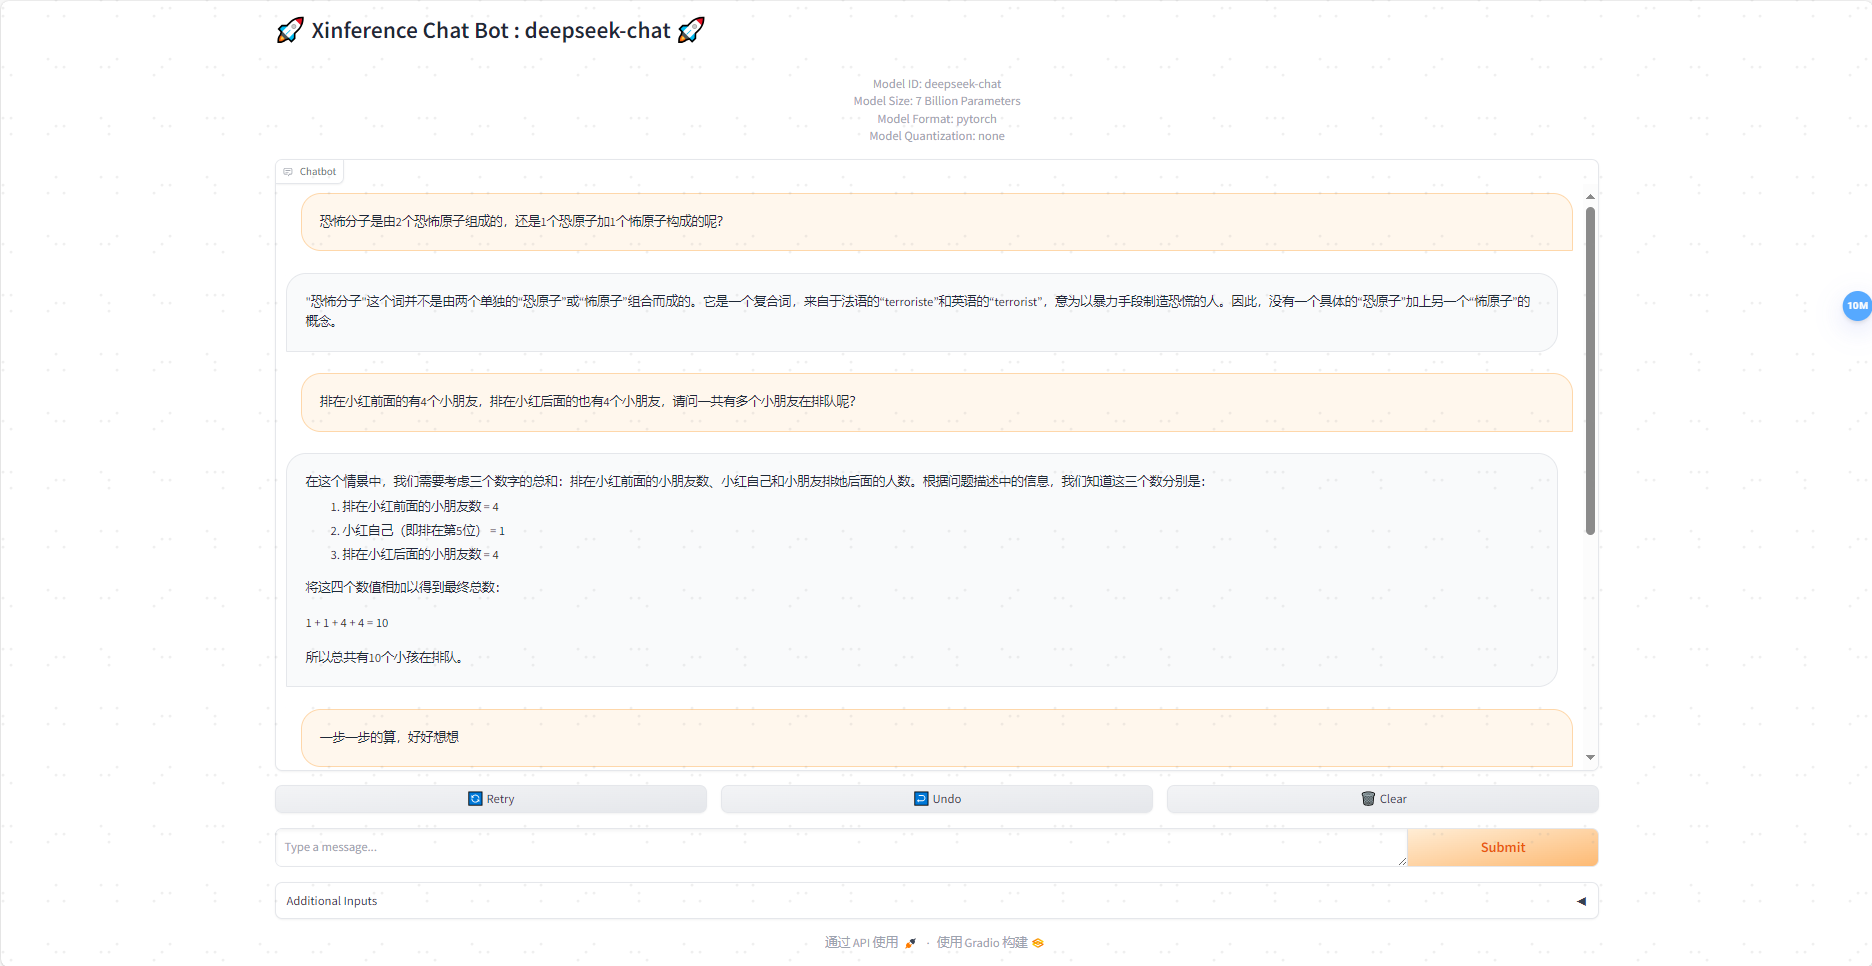 🚀 Xinference Chat Bot : deepseek-chat 🚀
Model ID: deepseek-chat
Model Size: 7 Billion Parameters
Model Format: pytorch
Model Quantization: none
Chatbot
恐怖分子是由2个恐怖原子组成的，还是1个恐原子加1个怖原子构成的呢？
"恐怖分子"这个词并不是由两个单独的“恐原子”或“怖原子”组合而成的。它是一个复合词，来自于法语的“terroriste”和英语的“terrorist”，意为以暴力手段制造恐慌的人。因此，没有一个具体的“恐原子”加上另一个“怖原子”的
概念。
排在小红前面的有4个小朋友，排在小红后面的也有4个小朋友，请问一共有多个小朋友在排队呢？
在这个情景中，我们需要考虑三个数字的总和：排在小红前面的小朋友数、小红自己和小朋友排她后面的人数。根据问题描述中的信息，我们知道这三个数分别是：
1. 排在小红前面的小朋友数 = 4
2. 小红自己（即排在第5位） = 1
3. 排在小红后面的小朋友数 = 4
将这四个数值相加以得到最终总数：
1 + 1 + 4 + 4 = 10
所以总共有10个小孩在排队。
一步一步的算，好好想想
Retry
Undo
Clear
Type a message...
Submit
Additional Inputs
通过 API 使用 · 使用 Gradio 构建
10M